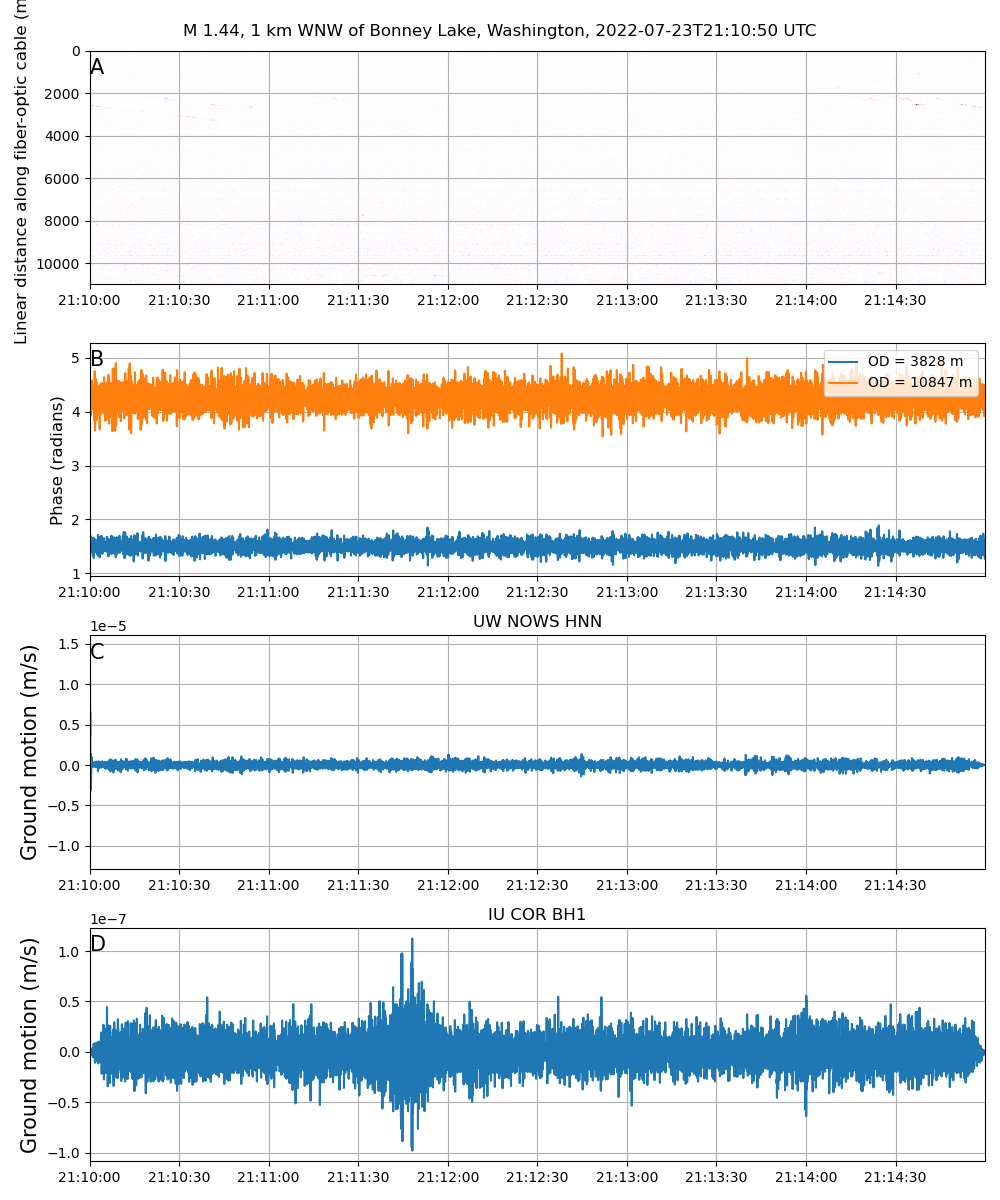 M 1.44, 1 km WNW of Bonney Lake, Washington, 2022-07-23T21:10:50 UTC
Linear distance along fiber-optic cable (m
A
0
2000
4000
6000
8000
10000
21:10:00 21:10:30 21:11:00 21:11:30 21:12:00 21:12:30 21:13:00 21:13:30 21:14:00 21:14:30
Phase (radians)
B
5
4
3
2
1
OD = 3828 m
OD = 10847 m
21:10:00 21:10:30 21:11:00 21:11:30 21:12:00 21:12:30 21:13:00 21:13:30 21:14:00 21:14:30
UW NOWS HNN
1e−5
Ground motion (m/s)
C
1.5
1.0
0.5
0.0
−0.5
−1.0
21:10:00 21:10:30 21:11:00 21:11:30 21:12:00 21:12:30 21:13:00 21:13:30 21:14:00 21:14:30
IU COR BH1
1e−7
Ground motion (m/s)
D
1.0
0.5
0.0
−0.5
−1.0
21:10:00 21:10:30 21:11:00 21:11:30 21:12:00 21:12:30 21:13:00 21:13:30 21:14:00 21:14:30